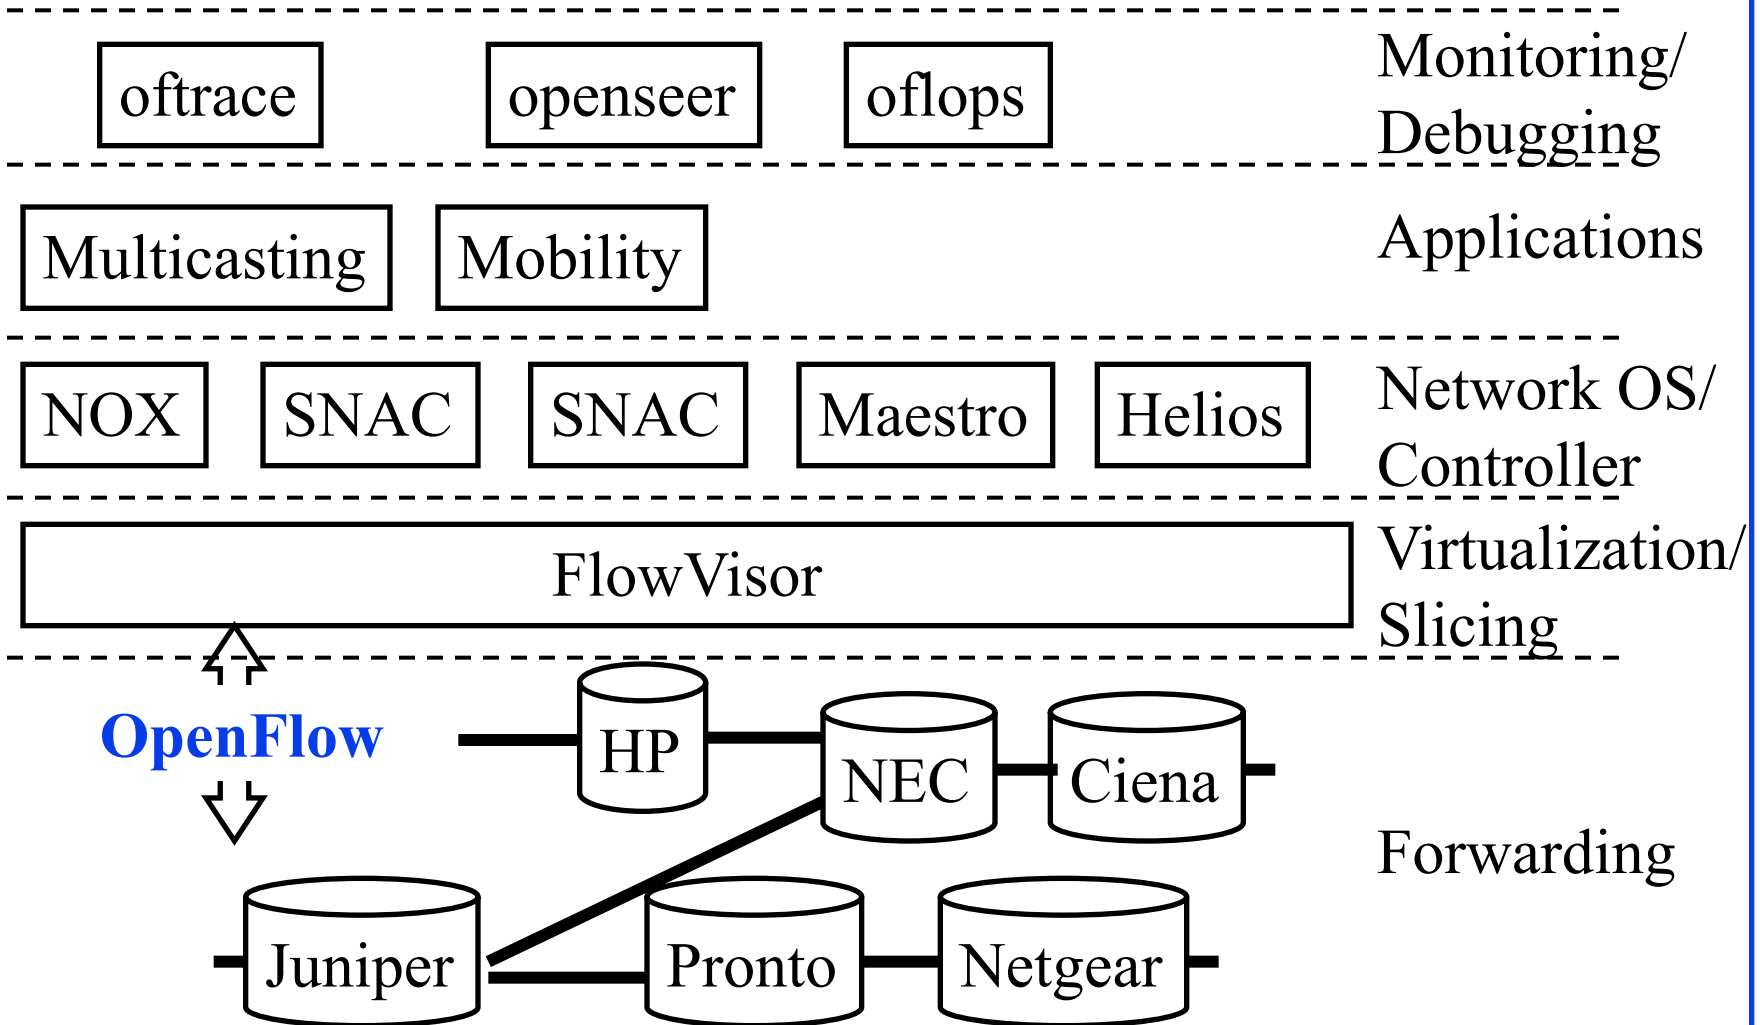 oftrace openseer oflops Monitoring/
Debugging
Multicasting Mobility Applications
NOX SNAC SNAC Maestro Helios Network OS/
Controller
FlowVisor Virtualization/
Slicing
OpenFlow HP NEC Ciena
Forwarding
Juniper Pronto Netgear